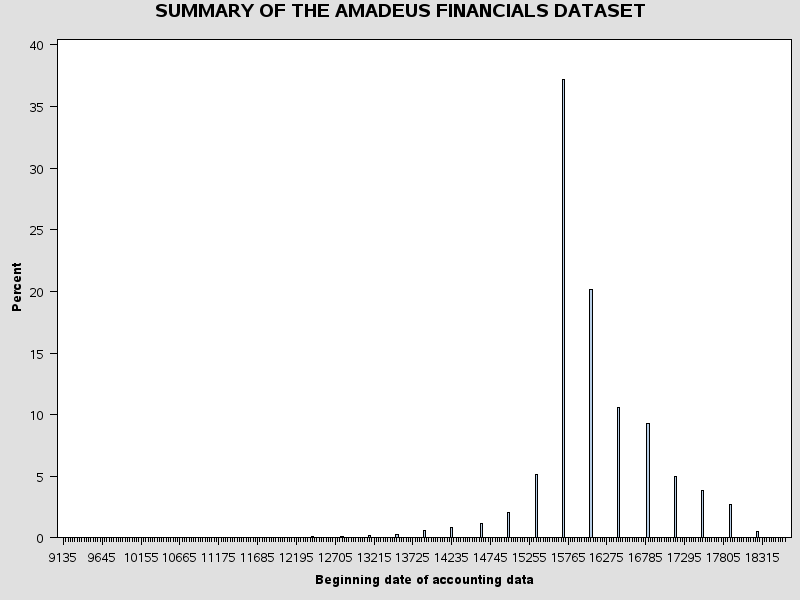 SUMMARY OF THE AMADEUS FINANCIALS DATASET
40
35
30
25
20
15
10
5
0
Percent
9135 9645 10155 10665 11175 11685 12195 12705 13215 13725 14235 14745 15255 15765 16275 16785 17295 17805 18315
Beginning date of accounting data